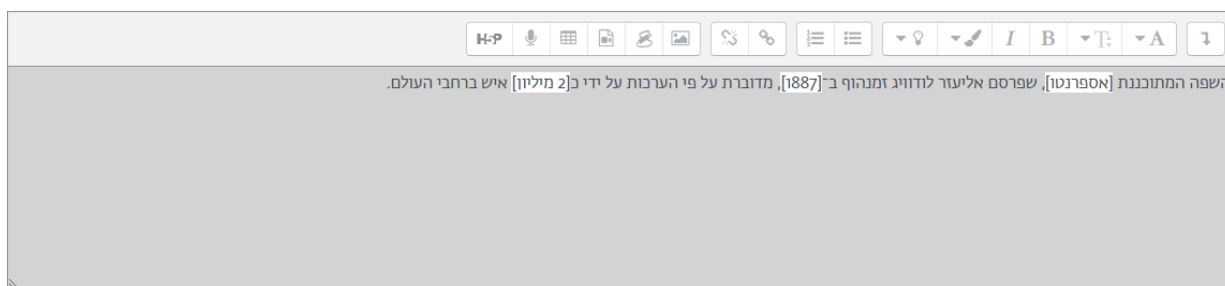 H5P
I B T A
השפה המתוכננת [אספרנטו], שפרסם אליעזר לודוויג זמנהוף ב־[1887], מדוברת על פי הערכות על ידי כ[2 מיליון] איש ברחבי העולם.